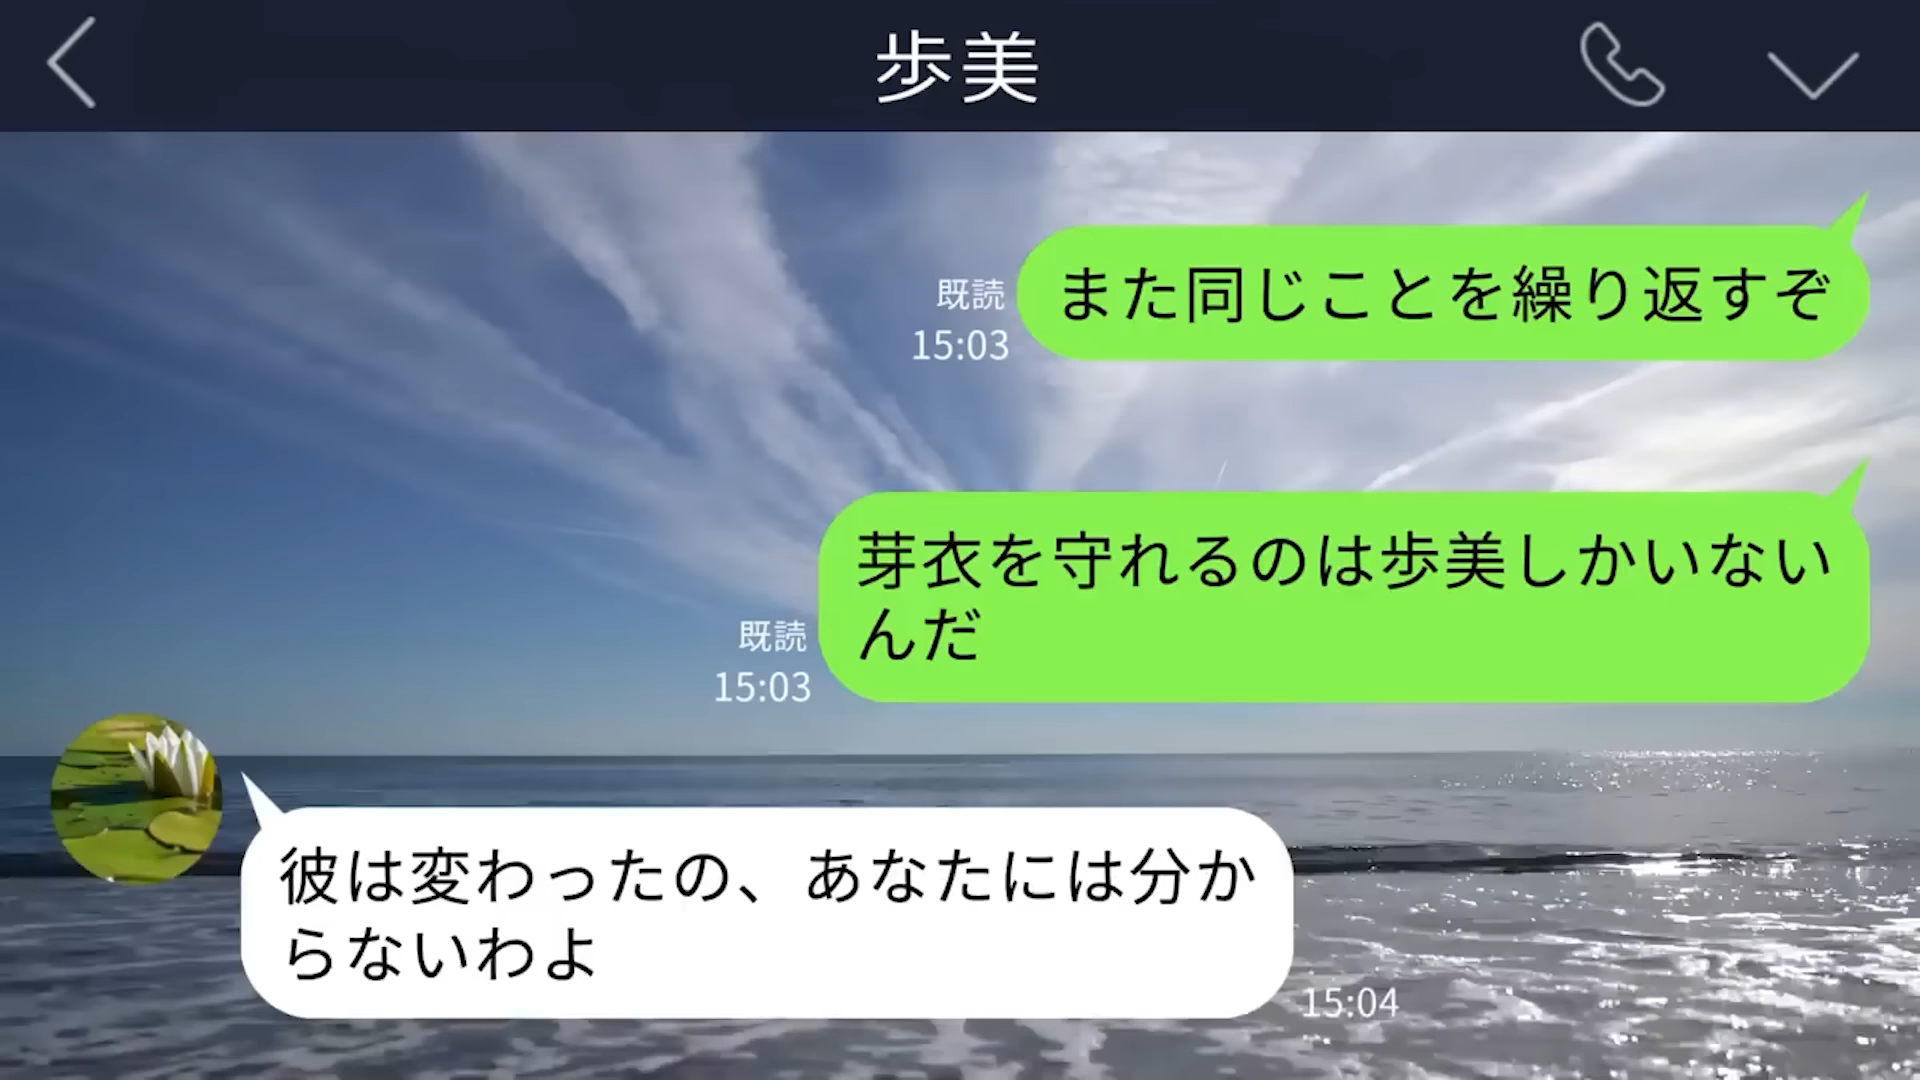 歩美
また同じことを繰り返すぞ
既読
15:03
芽衣を守れるのは歩美しかいない
んだ
既読
15:03
彼は変わったの、あなたには分か
らないわよ
15:04